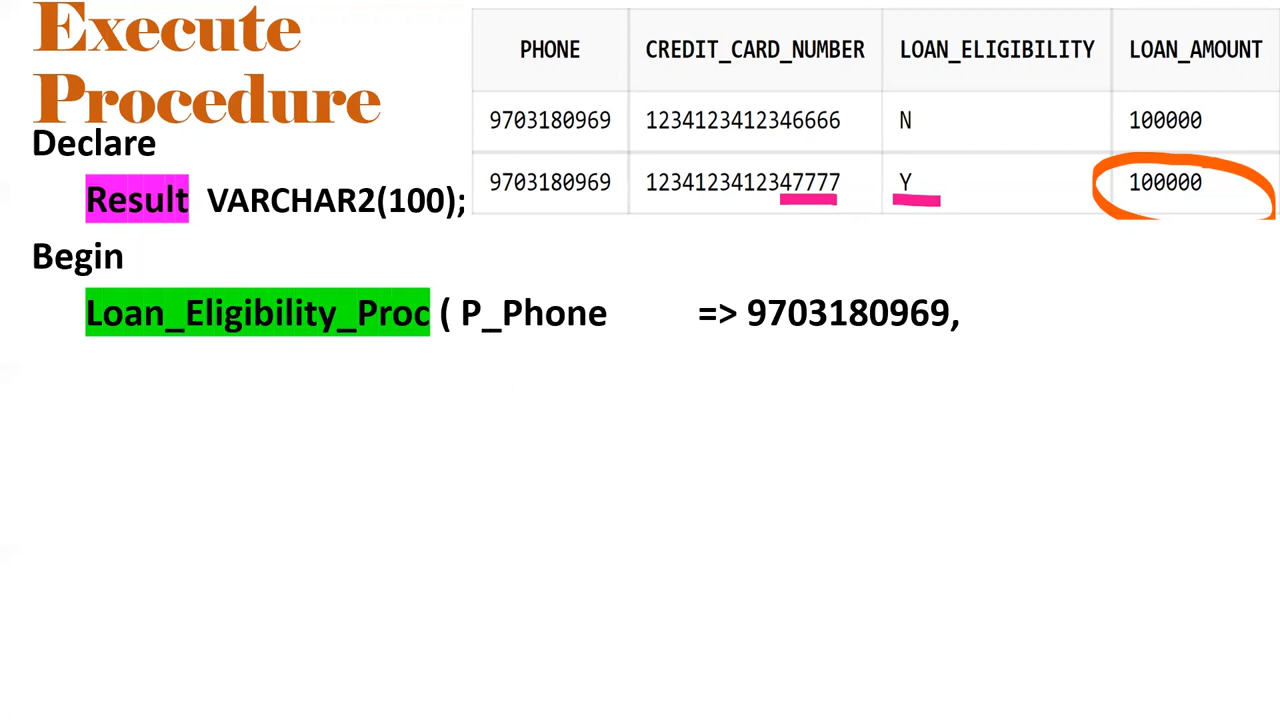 Execute
Procedure
PHONE CREDIT_CARD_NUMBER LOAN_ELIGIBILITY LOAN_AMOUNT
9703180969 1234123412346666 N 100000
9703180969 1234123412347777 Y 100000
Declare
Result VARCHAR2(100);
Begin
Loan_Eligibility_Proc ( P_Phone => 9703180969,